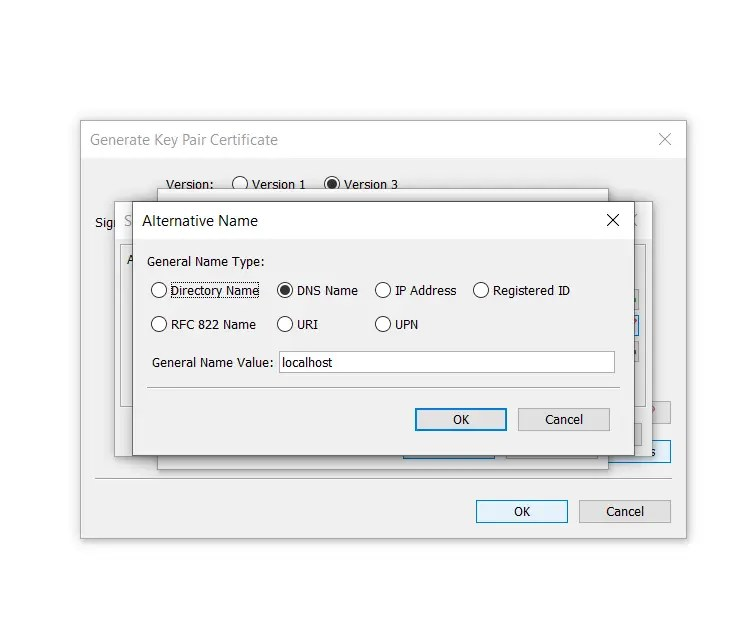 Generate Key Pair Certificate
Version: Version 1 Version 3
Alternative Name
General Name Type:
Directory Name DNS Name IP Address Registered ID
RFC 822 Name URI UPN
General Name Value: localhost
OK Cancel
OK Cancel